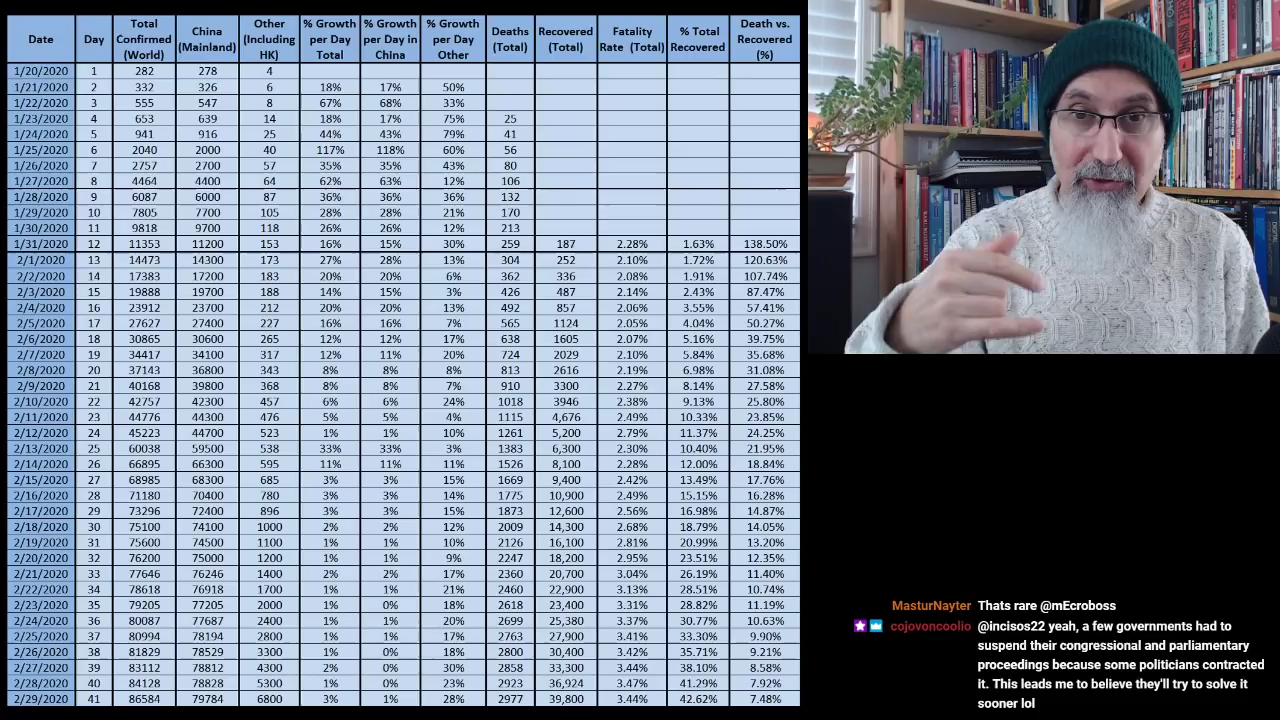 Date Day Total Confirmed (World) China (Mainland) Other (Including HK) % Growth per Day Total % Growth per Day in China % Growth per Day Other Deaths (Total) Recovered (Total) Fatality Rate (Total) % Total Recovered Death vs. Recovered (%)
1/20/2020 1 282 278 4
1/21/2020 2 332 326 6 18% 17% 50%
1/22/2020 3 555 547 8 67% 68% 33%
1/23/2020 4 653 639 14 18% 17% 75% 25
1/24/2020 5 941 916 25 44% 43% 79% 41
1/25/2020 6 2040 2000 40 117% 118% 60% 56
1/26/2020 7 2757 2700 57 35% 35% 43% 80
1/27/2020 8 4464 4400 64 62% 63% 12% 106
1/28/2020 9 6087 6000 87 36% 36% 36% 132
1/29/2020 10 7805 7700 105 28% 28% 21% 170
1/30/2020 11 9818 9700 118 26% 26% 12% 213
1/31/2020 12 11353 11200 153 16% 15% 30% 259 187 2.28% 1.63% 138.50%
2/1/2020 13 14473 14300 173 27% 28% 13% 304 252 2.10% 1.72% 120.63%
2/2/2020 14 17383 17200 183 20% 20% 6% 362 336 2.08% 1.91% 107.74%
2/3/2020 15 19888 19700 188 14% 15% 3% 426 487 2.14% 2.43% 87.47%
2/4/2020 16 23912 23700 212 20% 20% 13% 492 857 2.06% 3.55% 57.41%
2/5/2020 17 27627 27400 227 16% 16% 7% 565 1124 2.05% 4.04% 50.27%
2/6/2020 18 30865 30600 265 12% 12% 17% 638 1605 2.07% 5.16% 39.75%
2/7/2020 19 34417 34100 317 12% 11% 20% 724 2029 2.10% 5.84% 35.68%
2/8/2020 20 37143 36800 343 8% 8% 8% 813 2616 2.19% 6.98% 31.08%
2/9/2020 21 40168 39800 368 8% 8% 7% 910 3300 2.27% 8.14% 27.58%
2/10/2020 22 42757 42300 457 6% 6% 24% 1018 3946 2.38% 9.13% 25.80%
2/11/2020 23 44776 44300 476 5% 5% 4% 1115 4,676 2.49% 10.33% 23.85%
2/12/2020 24 45223 44700 523 1% 1% 10% 1261 5,200 2.79% 11.37% 24.25%
2/13/2020 25 60038 59500 538 33% 33% 3% 1383 6,300 2.30% 10.40% 21.95%
2/14/2020 26 66895 66300 595 11% 11% 11% 1526 8,100 2.28% 12.00% 18.84%
2/15/2020 27 68985 68300 685 3% 3% 15% 1669 9,400 2.42% 13.49% 17.76%
2/16/2020 28 71180 70400 780 3% 3% 14% 1775 10,900 2.49% 15.15% 16.28%
2/17/2020 29 73296 72400 896 3% 3% 15% 1873 12,600 2.56% 16.98% 14.87%
2/18/2020 30 75100 74100 1000 2% 2% 12% 2009 14,300 2.68% 18.79% 14.05%
2/19/2020 31 75600 74500 1100 1% 1% 10% 2126 16,100 2.81% 20.99% 13.20%
2/20/2020 32 76200 75000 1200 1% 1% 9% 2247 18,200 2.95% 23.51% 12.35%
2/21/2020 33 77646 76246 1400 2% 2% 17% 2360 20,700 3.04% 26.19% 11.40%
2/22/2020 34 78618 76918 1700 1% 1% 21% 2460 22,900 3.13% 28.51% 10.74%
2/23/2020 35 79205 77205 2000 1% 0% 18% 2618 23,400 3.31% 28.82% 11.19%
2/24/2020 36 80087 77687 2400 1% 1% 20% 2699 25,380 3.37% 30.77% 10.63%
2/25/2020 37 80994 78194 2800 1% 1% 17% 2763 27,900 3.41% 33.30% 9.90%
2/26/2020 38 81829 78529 3300 1% 0% 18% 2800 30,400 3.42% 35.71% 9.21%
2/27/2020 39 83112 78812 4300 2% 0% 30% 2858 33,300 3.44% 38.10% 8.58%
2/28/2020 40 84128 78828 5300 1% 0% 23% 2923 36,924 3.47% 41.29% 7.92%
2/29/2020 41 86584 79784 6800 3% 1% 28% 2977 39,800 3.44% 42.62% 7.48%
MasturNayter Thats rare @mEcroboss
cojovoncoolio @incisos22 yeah, a few governments had
to suspend their congressional and parliamentary
proceedings because some politicians contracted
it. This leads me to believe they'll try to solve it
sooner lol